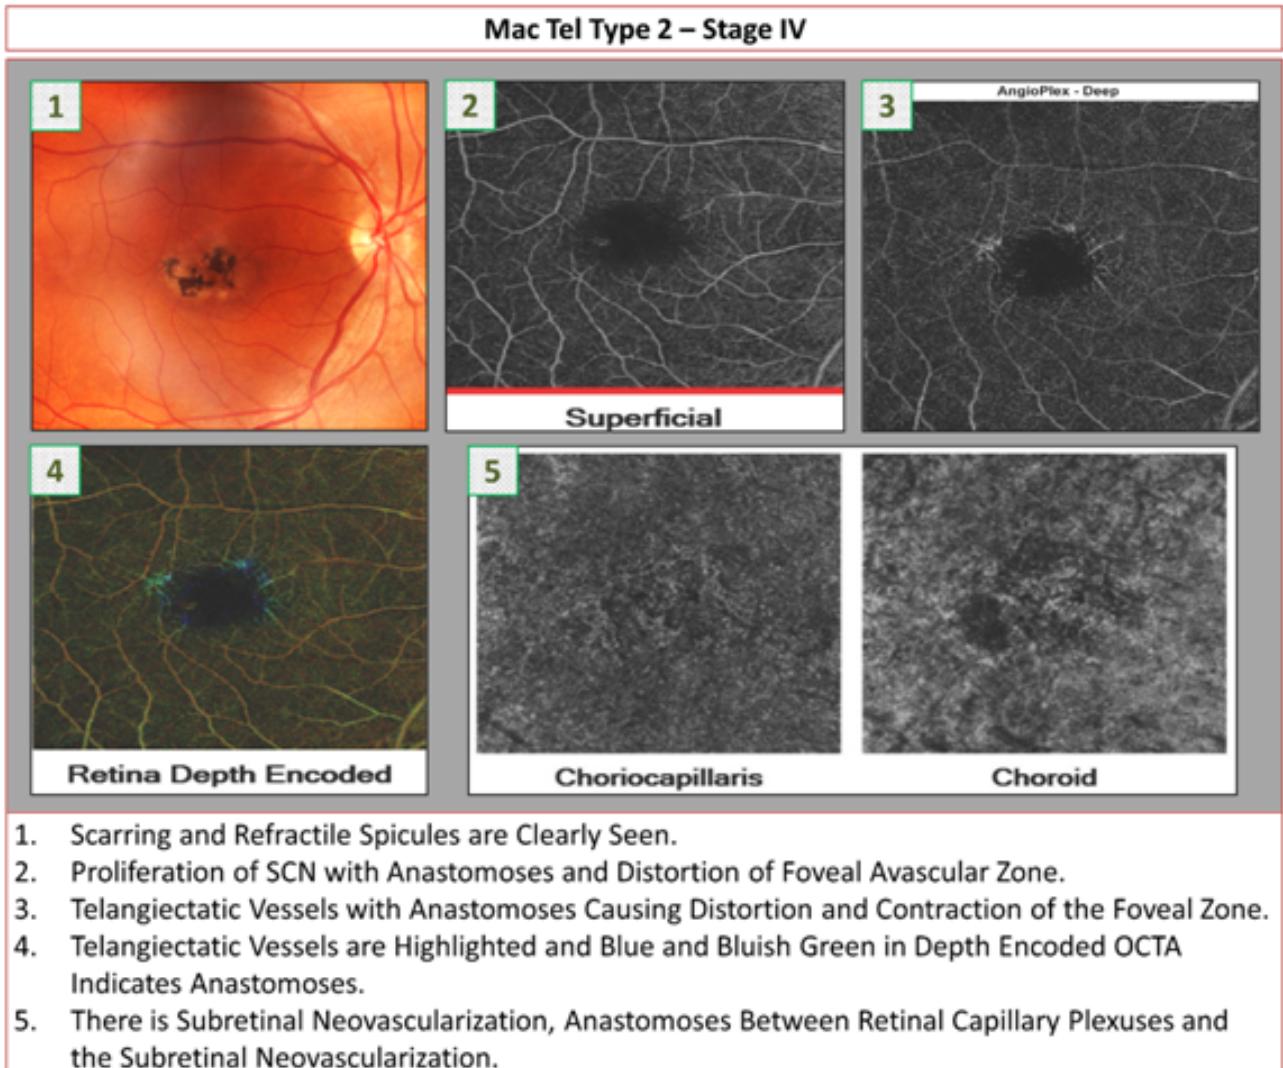 Mac Tel Type 2 – Stage IV
1
2
3
AngioPlex - Deep
Superficial
4
5
Retina Depth Encoded
Choriocapillaris
Choroid
1. Scarring and Refractile Spicules are Clearly Seen.
2. Proliferation of SCN with Anastomoses and Distortion of Foveal Avascular Zone.
3. Telangiectatic Vessels with Anastomoses Causing Distortion and Contraction of the Foveal Zone.
4. Telangiectatic Vessels are Highlighted and Blue and Bluish Green in Depth Encoded OCTA
Indicates Anastomoses.
5. There is Subretinal Neovascularization, Anastomoses Between Retinal Capillary Plexuses and
the Subretinal Neovascularization.